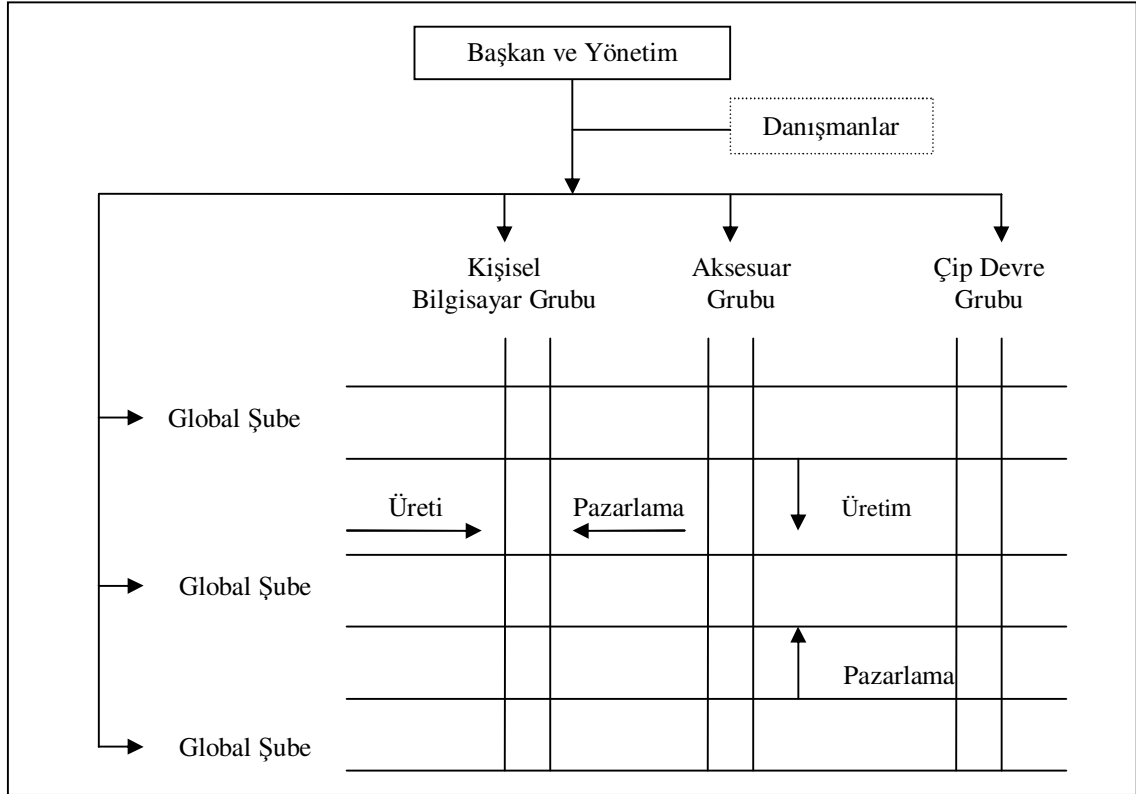 Başkan ve Yönetim
Danışmanlar
Kişisel
Bilgisayar Grubu
Aksesuar
Grubu
Çip Devre
Grubu
Global Şube
Üreti
Pazarlama
Üretim
Global Şube
Pazarlama
Global Şube